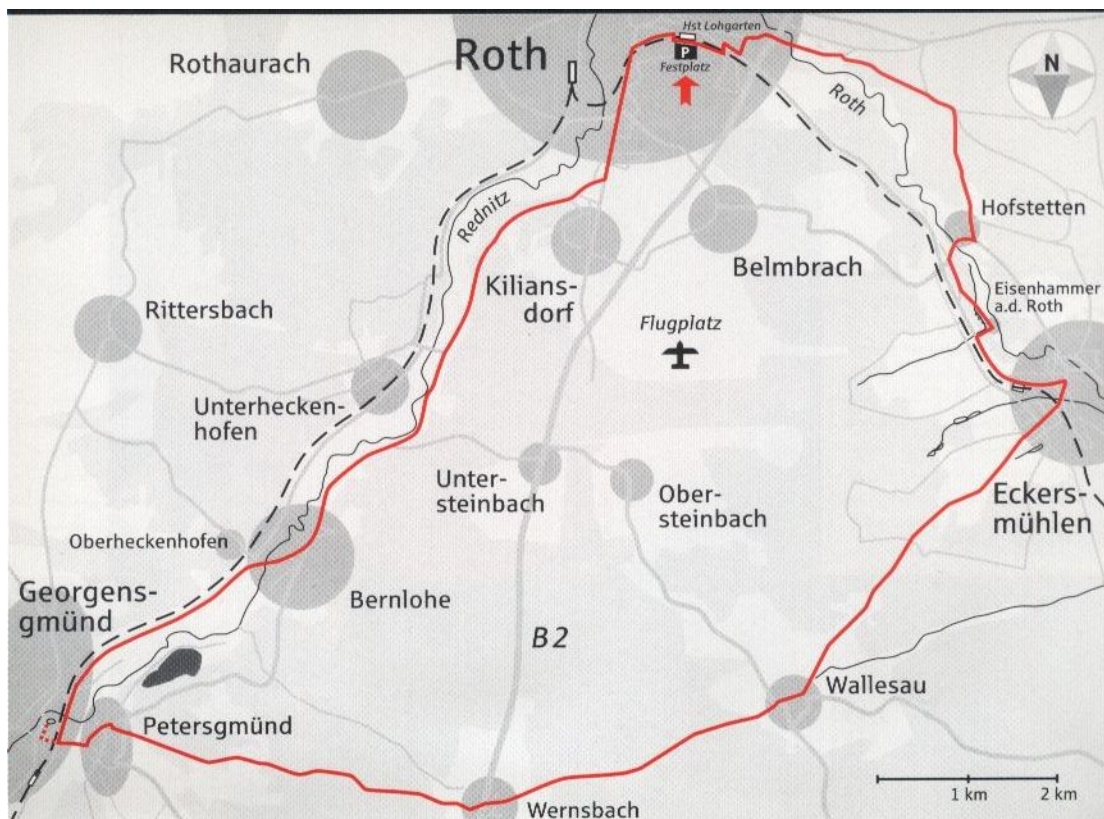 Hst Lohgarten
Roth
P
Festplatz
N
Rothaurach
Roth
Rednitz
Hofstetten
Belmbrach
Kilians-
dorf
Eisenhammer
a.d. Roth
Rittersbach
Flugplatz
Unterhecken-
hofen
Unter-
steinbach
Ober-
steinbach
Eckers-
mühlen
Oberheckenhofen
Georgens-
gmünd
Bernlohe
B2
Wallesau
Petersgmünd
1 km
2 km
Wernsbach